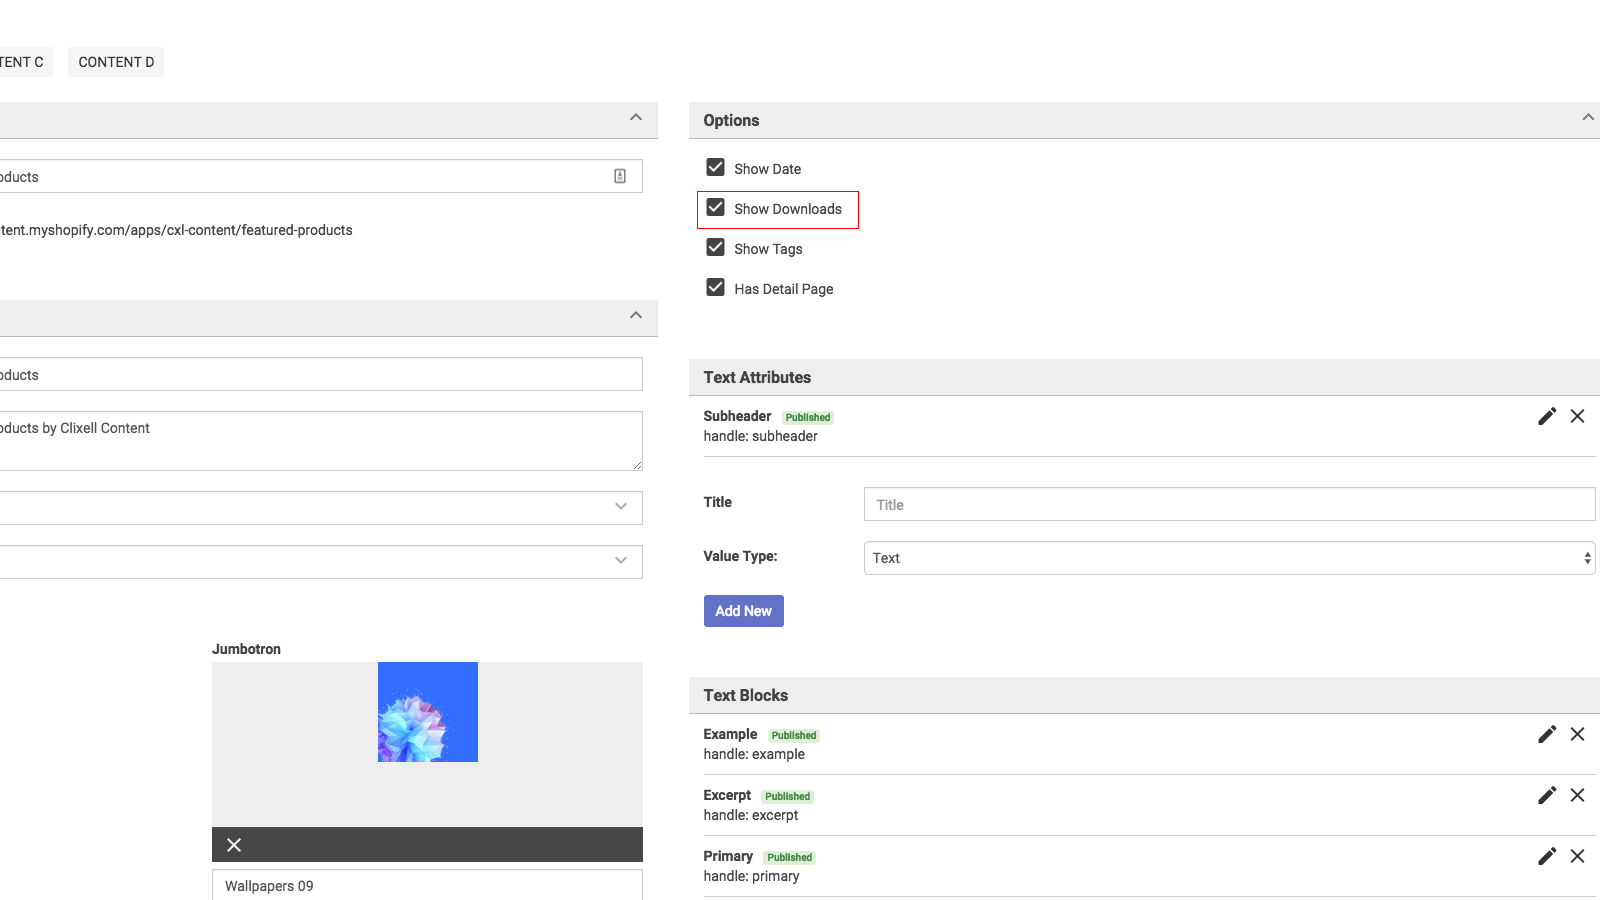 TENT C
CONTENT D
oducts
tent.myshopify.com/apps/cxl-content/featured-products
oducts
oducts by Clixell Content
Jumbotron
Wallpapers 09
Options
Show Date
Show Downloads
Show Tags
Has Detail Page
Text Attributes
Subheader Published
handle: subheader
Title Title
Value Type: Text
Add New
Text Blocks
Example Published
handle: example
Excerpt Published
handle: excerpt
Primary Published
handle: primary